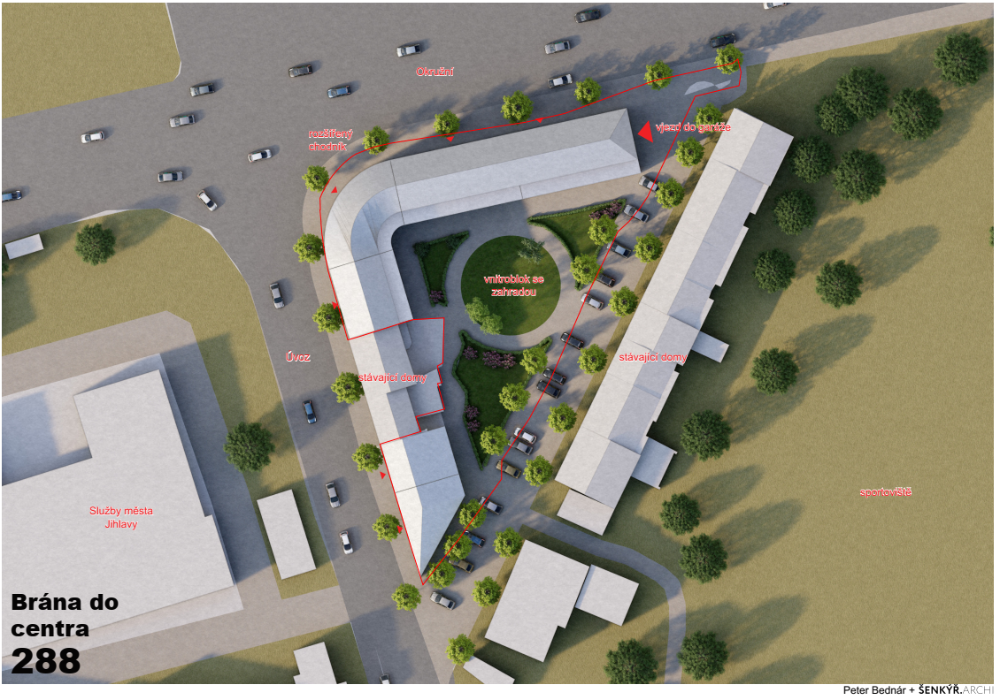 Okružní
rozšířený
chodník
vjezd do garáže
vnitroblok se
zahradou
Úvoz
stávající domy
stávající domy
sportoviště
Služby města
Jihlavy
Brána do
centra
288
Peter Bednár + ŠENKÝŘ.ARCHI